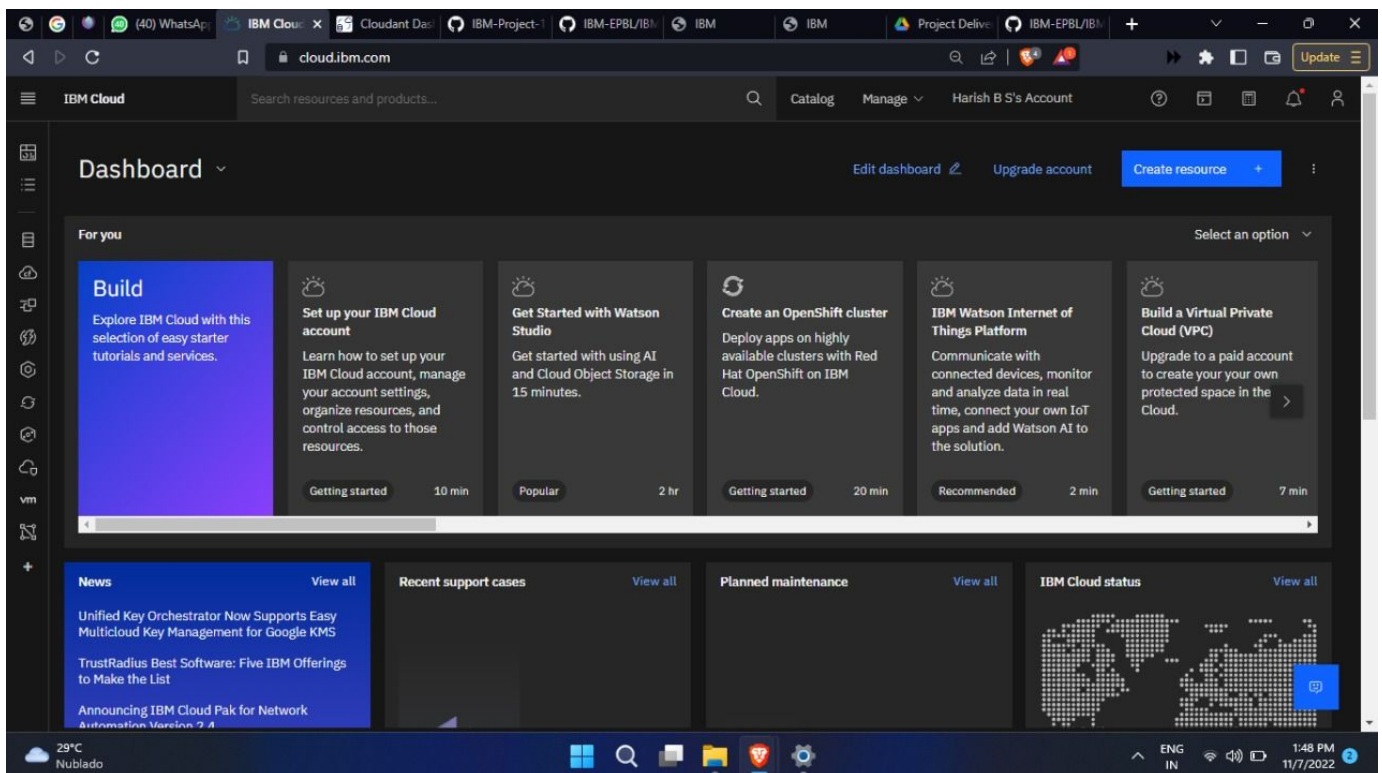 (40) WhatsAp
IBM Clouc
Cloudant Das
IBM-Project-1
IBM-EPBL/IBM
IBM
IBM
Project Delive
IBM-EPBL/IBM
cloud.ibm.com
Update
IBM Cloud
Search resources and products...
Catalog
Manage
Harish B S's Account
Dashboard
Edit dashboard
Upgrade account
Create resource +
For you
Select an option
Build
Explore IBM Cloud with this
selection of easy starter
tutorials and services.
Set up your IBM Cloud
account
Learn how to set up your
IBM Cloud account, manage
your account settings,
organize resources, and
control access to those
resources.
Getting started 10 min
Get Started with Watson
Studio
Get started with using AI
and Cloud Object Storage in
15 minutes.
Popular 2 hr
Create an OpenShift cluster
Deploy apps on highly
available clusters with Red
Hat OpenShift on IBM
Cloud.
Getting started 20 min
IBM Watson Internet of
Things Platform
Communicate with
connected devices, monitor
and analyze data in real
time, connect your own IoT
apps and add Watson AI to
the solution.
Recommended 2 min
Build a Virtual Private
Cloud (VPC)
Upgrade to a paid account
to create your your own
protected space in the
Cloud.
Getting started 7 min
vm
News View all
Unified Key Orchestrator Now Supports Easy
Multicloud Key Management for Google KMS
TrustRadius Best Software: Five IBM Offerings
to Make the List
Announcing IBM Cloud Pak for Network
Automation Version 2.4
Recent support cases View all
Planned maintenance View all
IBM Cloud status View all
29°C
Nublado
ENG
IN
1:48 PM
11/7/2022
2